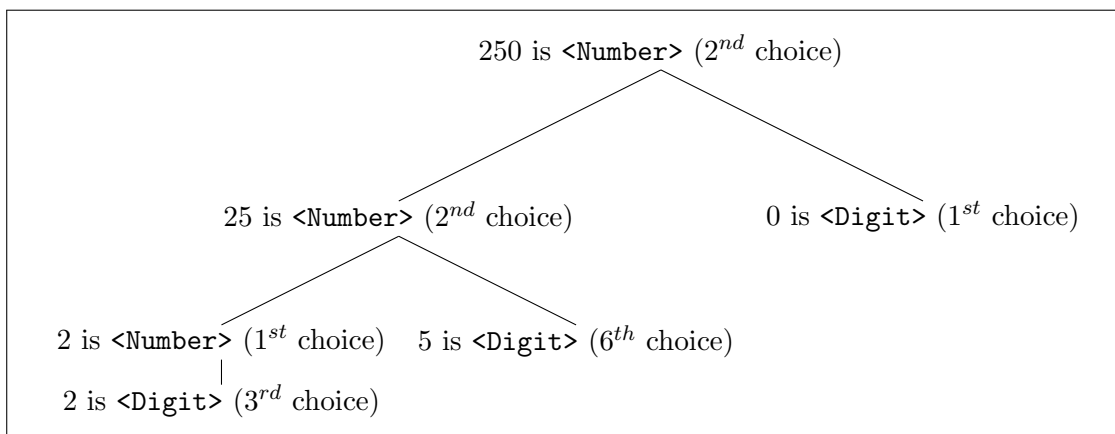 250 is <Number> (2nd choice)
25 is <Number> (2nd choice) 0 is <Digit> (1st choice)
2 is <Number> (1st choice) 5 is <Digit> (6th choice)
2 is <Digit> (3rd choice)